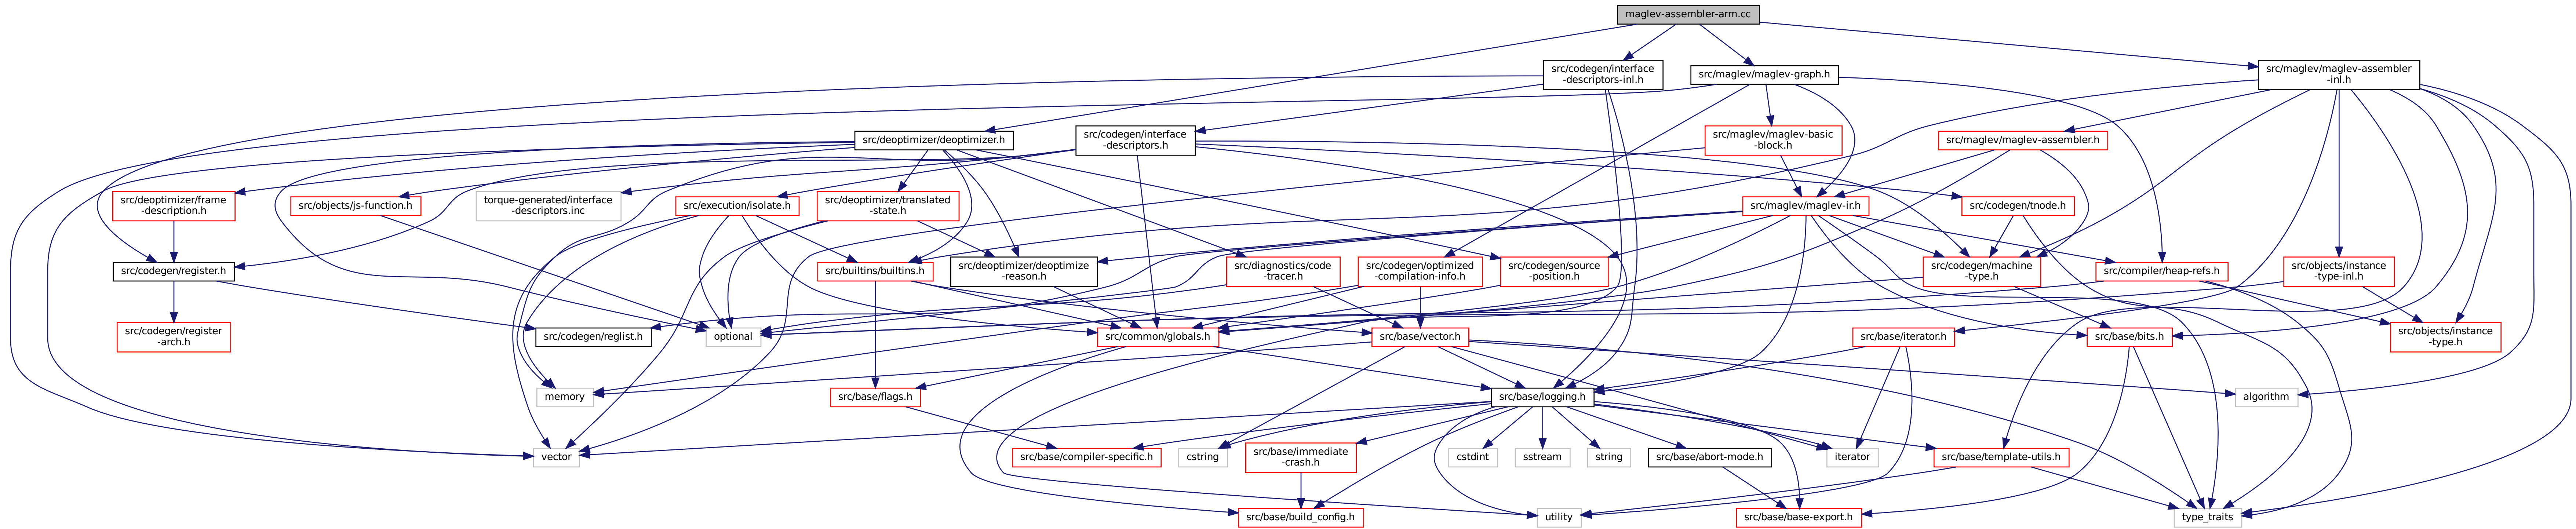 maglev-assembler-arm.cc
src/codegen/interface
-descriptors-inl.h
src/maglev/maglev-graph.h
src/maglev/maglev-assembler
-inl.h
src/deoptimizer/deoptimizer.h
src/codegen/interface
-descriptors.h
src/maglev/maglev-basic
-block.h
src/maglev/maglev-assembler.h
src/deoptimizer/frame
-description.h
src/objects/js-function.h
torque-generated/interface
-descriptors.inc
src/execution/isolate.h
src/deoptimizer/translated
-state.h
src/maglev/maglev-ir.h
src/codegen/tnode.h
src/codegen/register.h
src/builtins/builtins.h
src/deoptimizer/deoptimize
-reason.h
src/diagnostics/code
-tracer.h
src/codegen/optimized
-compilation-info.h
src/codegen/source
-position.h
src/codegen/machine
-type.h
src/compiler/heap-refs.h
src/objects/instance
-type-inl.h
src/codegen/register
-arch.h
src/codegen/reglist.h
optional
src/common/globals.h
src/base/vector.h
src/base/iterator.h
src/base/bits.h
src/objects/instance
-type.h
memory
src/base/flags.h
src/base/logging.h
algorithm
vector
src/base/compiler-specific.h
cstring
src/base/immediate
-crash.h
cstdint
sstream
string
src/base/abort-mode.h
iterator
src/base/template-utils.h
src/base/build_config.h
utility
src/base/base-export.h
type_traits